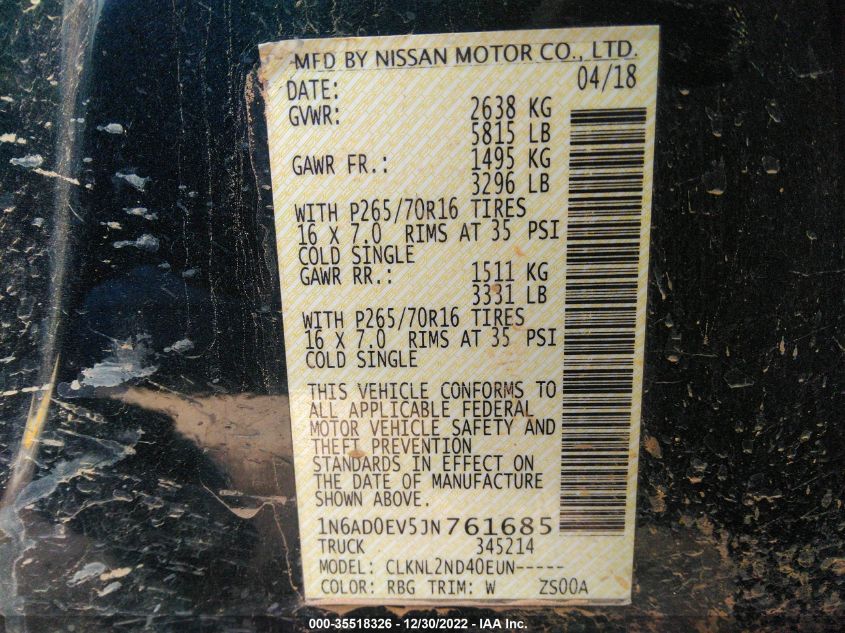 MFD BY NISSAN MOTOR CO., LTD.
DATE: 04/18
GVWR: 2638 KG
5815 LB
GAWR FR.: 1495 KG
3296 LB
WITH P265/70R16 TIRES
16 X 7.0 RIMS AT 35 PSI
COLD SINGLE
GAWR RR.: 1511 KG
3331 LB
WITH P265/70R16 TIRES
16 X 7.0 RIMS AT 35 PSI
COLD SINGLE
THIS VEHICLE CONFORMS TO
ALL APPLICABLE FEDERAL
MOTOR VEHICLE SAFETY AND
THEFT PREVENTION
STANDARDS IN EFFECT ON
THE DATE OF MANUFACTURE
SHOWN ABOVE.
1N6AD0EV5JN761685
TRUCK 345214
MODEL: CLKNL2ND40EUN-----
COLOR: RBG TRIM: W ZS00A
000-35518326 - 12/30/2022 - IAA Inc.